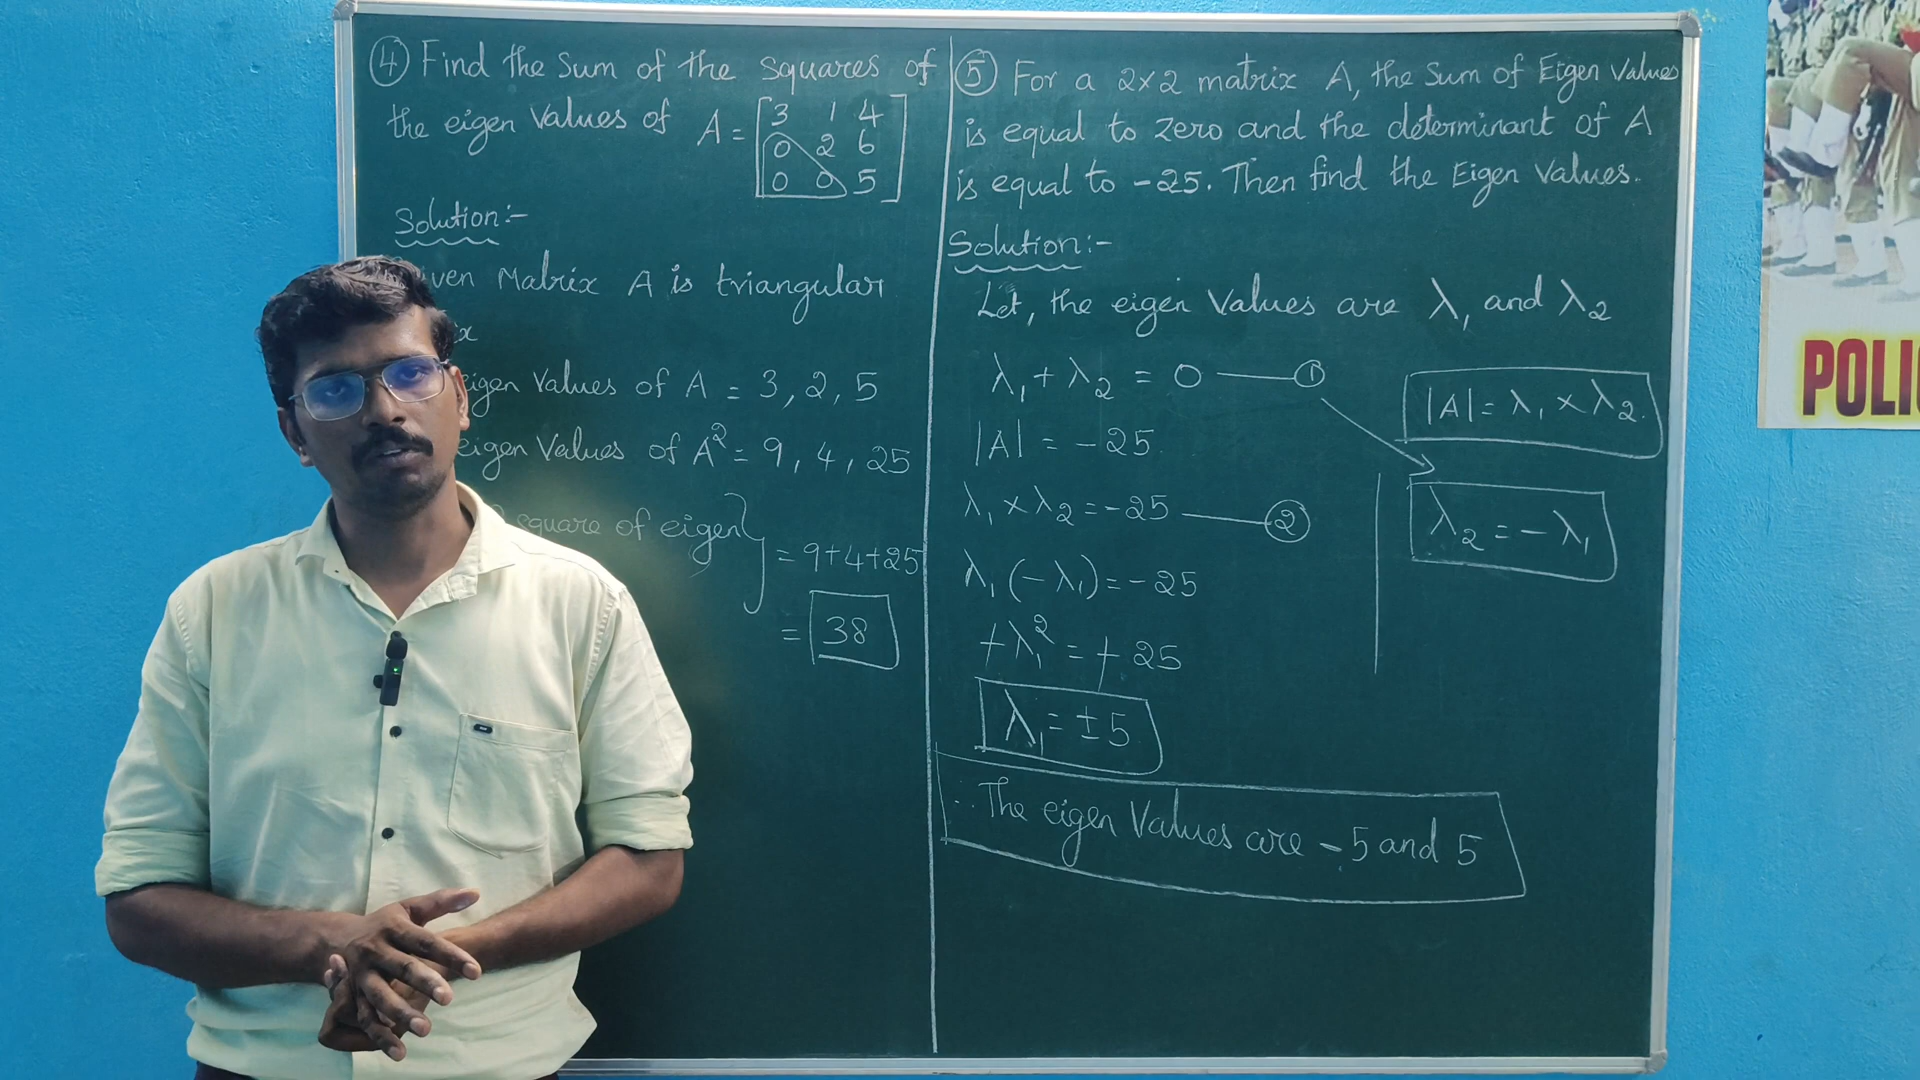 ④ Find the Sum of the squares of
the eigen Values of A = [3 1 4
0 2 6
0 0 5]
Solution:-
ven Matrix A is triangular
x
eigen Values of A = 3, 2, 5
eigen Values of A² = 9, 4, 25
square of eigen } = 9+4+25
= 38
⑤ For a 2×2 matrix A, the Sum of Eigen Values
is equal to zero and the determinant of A
is equal to -25. Then find the Eigen Values.
Solution:-
Let, the eigen Values are λ₁ and λ₂
λ₁ + λ₂ = 0 — ①
|A| = λ₁ × λ₂.
|A| = -25
λ₁ × λ₂ = -25 — ②
λ₂ = -λ₁
λ₁(-λ₁) = -25
+λ₁² = +25
λ₁ = ±5
∴ The eigen Values are -5 and 5
POLI